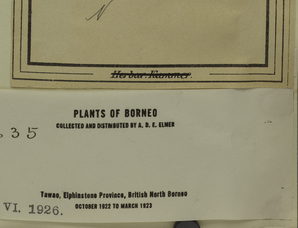 N
Herbar. Hammer.
PLANTS OF BORNEO
COLLECTED AND DISTRIBUTED BY A. D. E. ELMER
35
Tawao, Elphinstone Province, British North Borneo
OCTOBER 1922 TO MARCH 1923
VI. 1926.